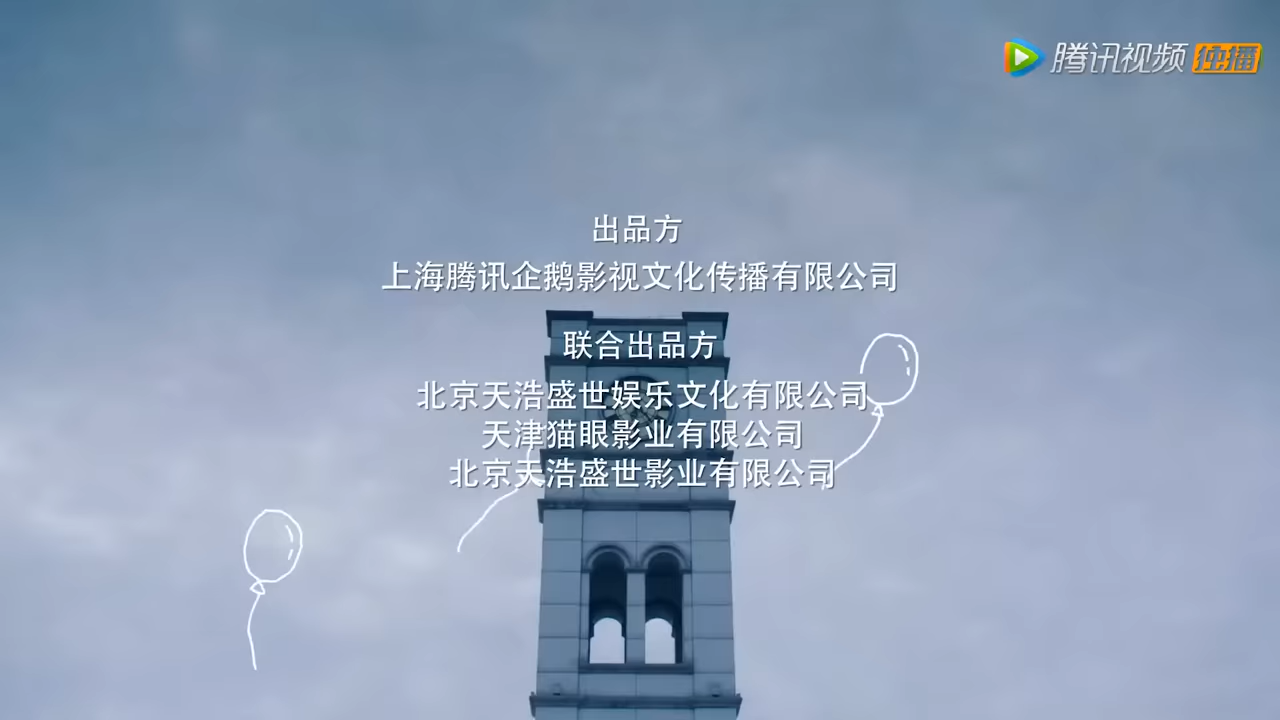 腾讯视频 独播
出品方
上海腾讯企鹅影视文化传播有限公司
联合出品方
北京天浩盛世娱乐文化有限公司
天津猫眼影业有限公司
北京天浩盛世影业有限公司